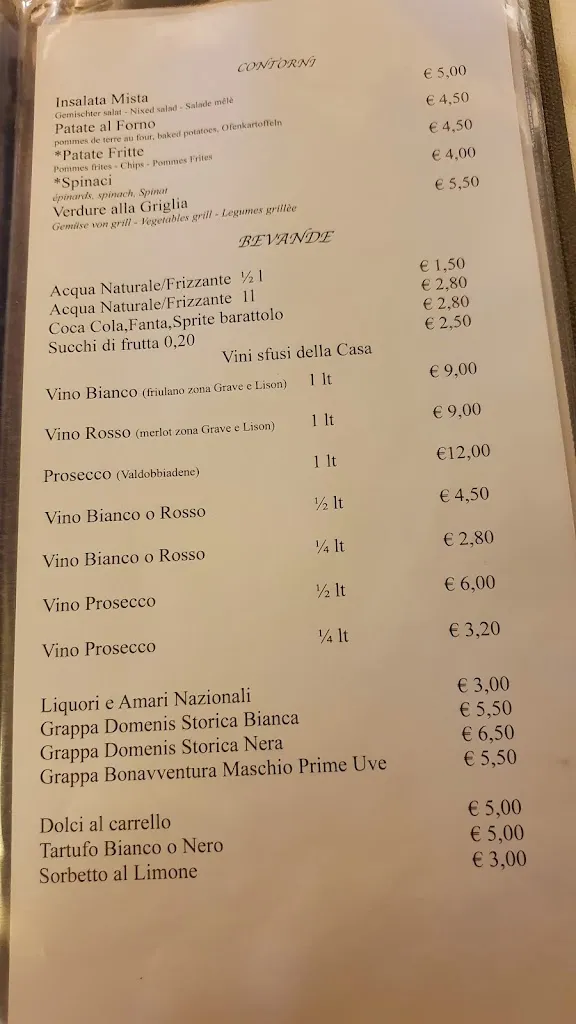 CONTORNI
Insalata Mista € 5,00
Gemischter salat - Nixed salad - Salade mêlè
Patate al Forno € 4,50
pommes de terre au four, baked potatoes, Ofenkartoffeln
*Patate Fritte € 4,50
Pommes frites - Chips - Pommes Frites
*Spinaci € 4,00
épinards, spinach, Spinat
Verdure alla Griglia € 5,50
Gemüse von grill - Vegetables grill - Legumes grillée
BEVANDE
Acqua Naturale/Frizzante ½ l € 1,50
Acqua Naturale/Frizzante 1l € 2,80
Coca Cola,Fanta,Sprite barattolo € 2,80
Succhi di frutta 0,20 € 2,50
Vini sfusi della Casa
Vino Bianco (friulano zona Grave e Lison) 1 lt € 9,00
Vino Rosso (merlot zona Grave e Lison) 1 lt € 9,00
Prosecco (Valdobbiadene) 1 lt €12,00
Vino Bianco o Rosso ½ lt € 4,50
Vino Bianco o Rosso ¼ lt € 2,80
Vino Prosecco ½ lt € 6,00
Vino Prosecco ¼ lt € 3,20
Liquori e Amari Nazionali € 3,00
Grappa Domenis Storica Bianca € 5,50
Grappa Domenis Storica Nera € 6,50
Grappa Bonavventura Maschio Prime Uve € 5,50
Dolci al carrello € 5,00
Tartufo Bianco o Nero € 5,00
Sorbetto al Limone € 3,00